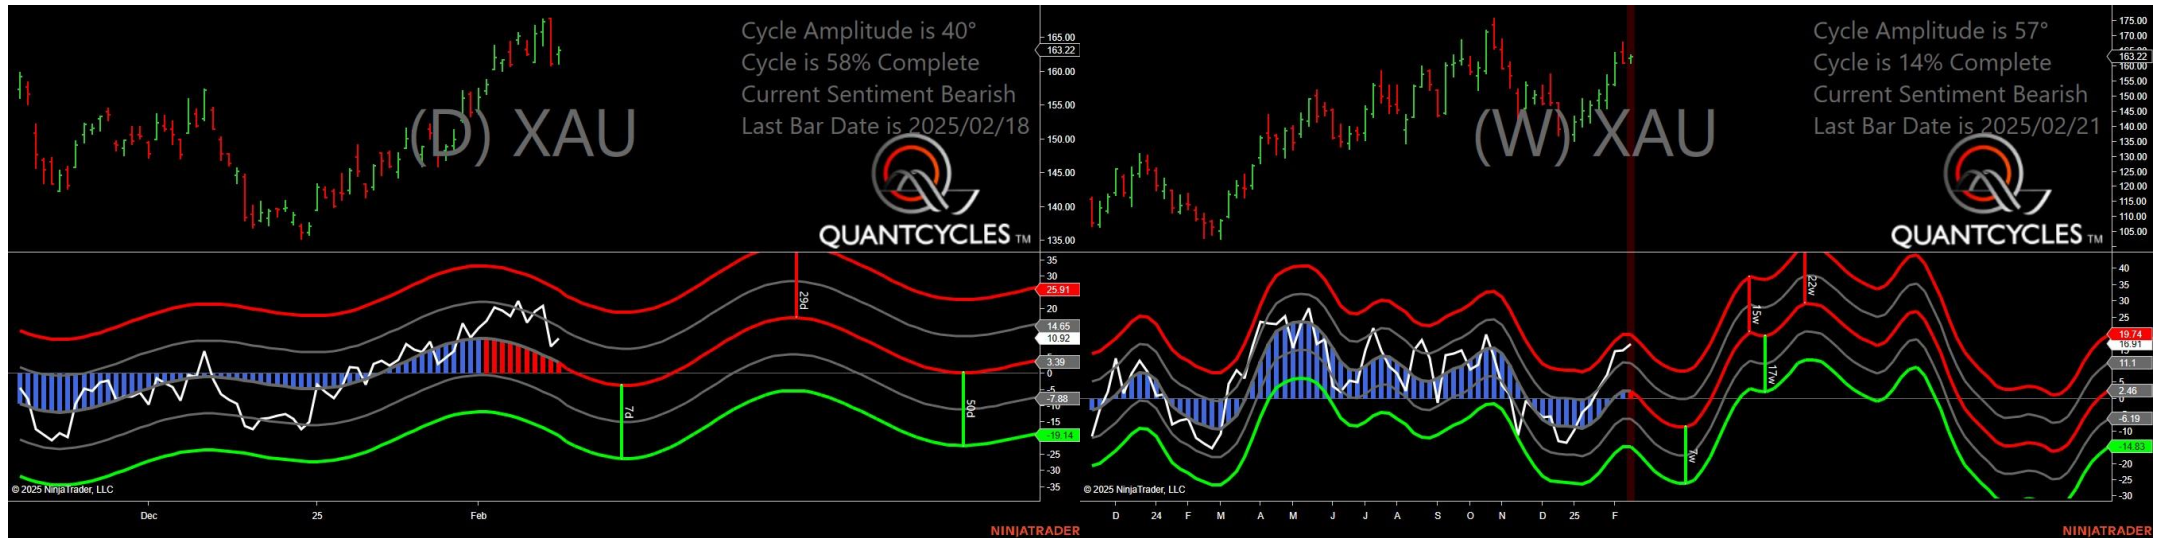 Cycle Amplitude is 40°
Cycle is 58% Complete
Current Sentiment Bearish
Last Bar Date is 2025/02/18
(D) XAU
QUANTCYCLES TM
165.00
163.22
160.00
155.00
150.00
145.00
140.00
135.00
35
30
25.91
20
14.65
10.92
3.39
0
-5
-7.88
-15
-19.14
-25
-30
-35
29d
7d
50d
© 2025 NinjaTrader, LLC
Dec
25
Feb
NINJATRADER
Cycle Amplitude is 57°
Cycle is 14% Complete
Current Sentiment Bearish
Last Bar Date is 2025/02/21
(W) XAU
QUANTCYCLES TM
175.00
170.00
163.22
160.00
155.00
150.00
145.00
140.00
135.00
130.00
125.00
120.00
115.00
110.00
105.00
40
35
30
25
19.74
16.91
11.1
5
2.46
-6.19
-10
-14.83
-20
-25
-30
15w
22w
17w
7w
© 2025 NinjaTrader, LLC
D
24
F
M
A
M
J
J
A
S
O
N
D
25
F
NINJATRADER